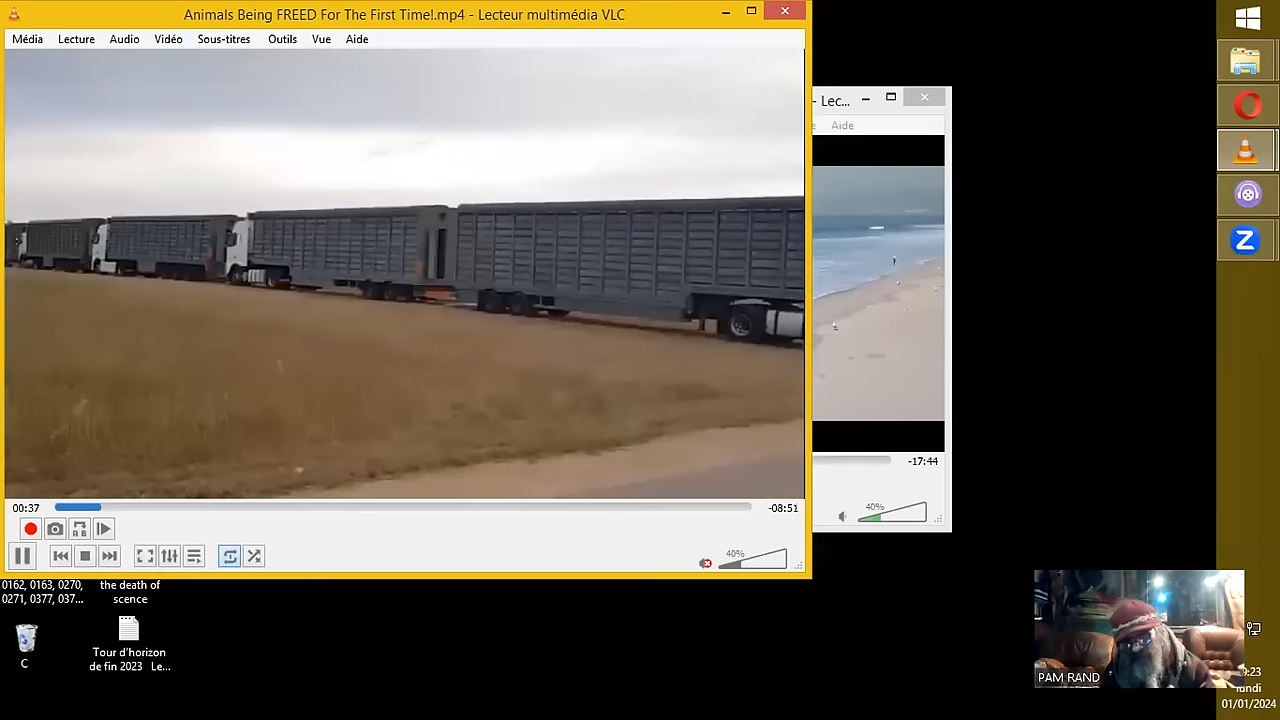 Animals Being FREED For The First Time!.mp4 - Lecteur multimédia VLC
Média Lecture Audio Vidéo Sous-titres Outils Vue Aide
- Lec...
Aide
-17:44
40%
00:37
-08:51
A B
40%
0162, 0163, 0270,
0271, 0377, 037...
the death of
scence
C
Tour d'horizon
de fin 2023 Le...
PAM RAND
:23
lundi
01/01/2024
Z